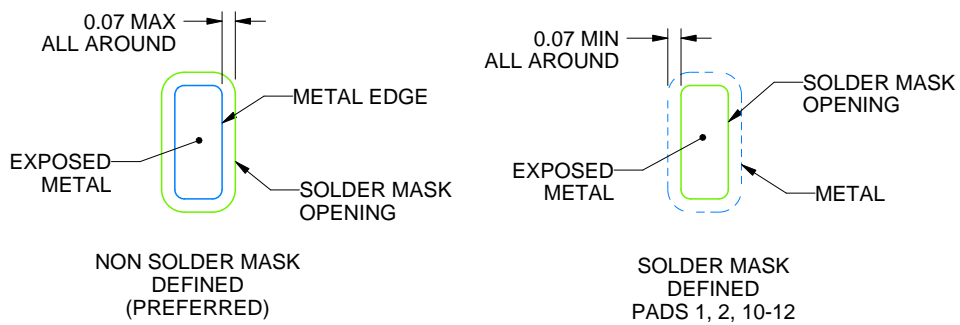 0.07 MAX
ALL AROUND
METAL EDGE
EXPOSED
METAL
SOLDER MASK
OPENING
NON SOLDER MASK
DEFINED
(PREFERRED)
0.07 MIN
ALL AROUND
SOLDER MASK
OPENING
EXPOSED
METAL
METAL
SOLDER MASK
DEFINED
PADS 1, 2, 10-12